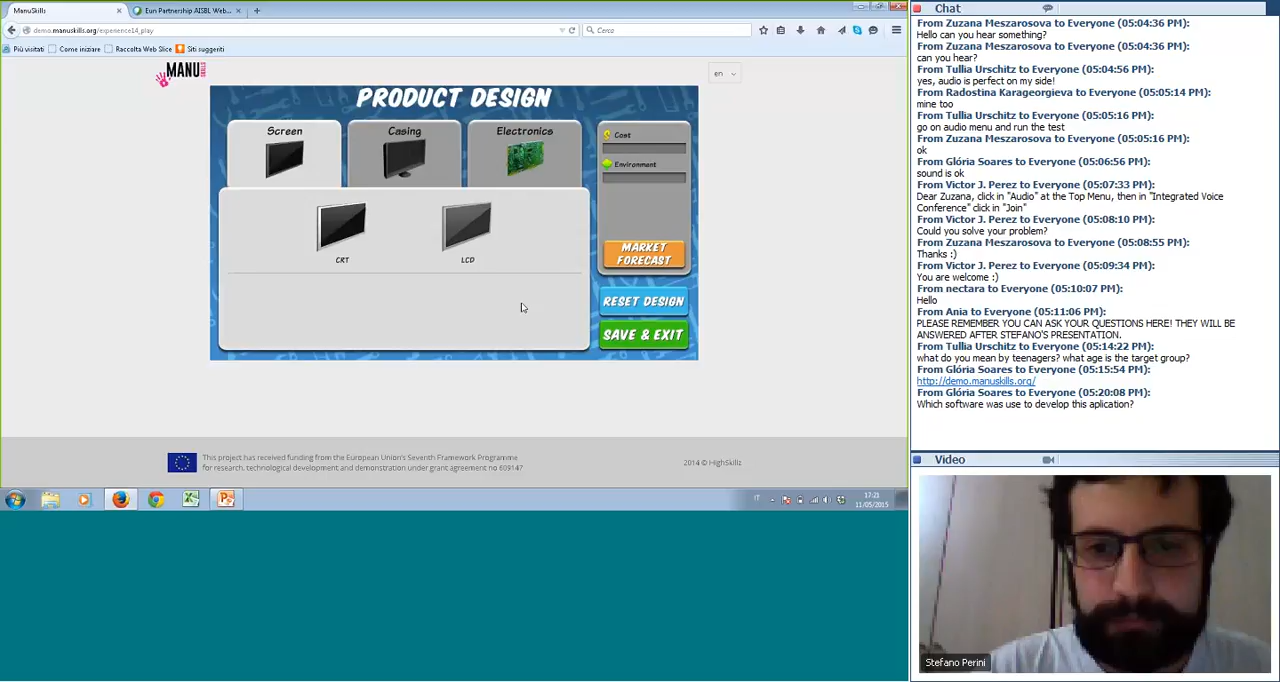 ManuSkills
Eun Partnership AISBL Web...
demo.manuskills.org/experience14_play
Cerca
Più visitati
Come iniziare
Raccolta Web Slice
Siti suggeriti
MANU
SKILLS
en
PRODUCT DESIGN
Screen
Casing
Electronics
Cost
Environment
CRT
LCD
MARKET
FORECAST
RESET DESIGN
SAVE & EXIT
This project has received funding from the European Union's Seventh Framework Programme
for research, technological development and demonstration under grant agreement no 609147
2014 © HighSkillz
IT
17:21
11/05/2015
Chat
From Zuzana Meszarosova to Everyone (05:04:36 PM):
Hello can you hear something?
From Zuzana Meszarosova to Everyone (05:04:36 PM):
can you hear?
From Tullia Urschitz to Everyone (05:04:56 PM):
yes, audio is perfect on my side!
From Radostina Karageorgieva to Everyone (05:05:14 PM):
mine too
From Tullia Urschitz to Everyone (05:05:16 PM):
go on audio menu and run the test
From Zuzana Meszarosova to Everyone (05:05:16 PM):
ok
From Glória Soares to Everyone (05:06:56 PM):
sound is ok
From Victor J. Perez to Everyone (05:07:33 PM):
Dear Zuzana, click in "Audio" at the Top Menu, then in "Integrated Voice
Conference" click in "Join"
From Victor J. Perez to Everyone (05:08:10 PM):
Could you solve your problem?
From Zuzana Meszarosova to Everyone (05:08:55 PM):
Thanks :)
From Victor J. Perez to Everyone (05:09:34 PM):
You are welcome :)
From nectara to Everyone (05:10:07 PM):
Hello
From Ania to Everyone (05:11:06 PM):
PLEASE REMEMBER YOU CAN ASK YOUR QUESTIONS HERE! THEY WILL BE
ANSWERED AFTER STEFANO'S PRESENTATION.
From Tullia Urschitz to Everyone (05:14:22 PM):
what do you mean by teenagers? what age is the target group?
From Glória Soares to Everyone (05:15:54 PM):
http://demo.manuskills.org/
From Glória Soares to Everyone (05:20:08 PM):
Which software was use to develop this aplication?
Video
Stefano Perini